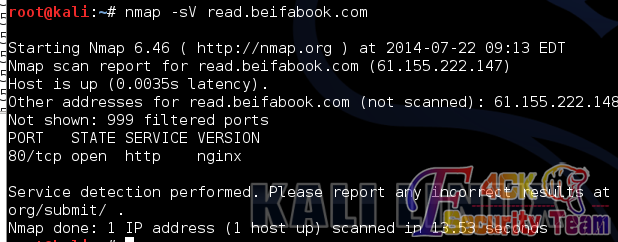 root@kali:~# nmap -sV read.beifabook.com
Starting Nmap 6.46 ( http://nmap.org ) at 2014-07-22 09:13 EDT
Nmap scan report for read.beifabook.com (61.155.222.147)
Host is up (0.0035s latency).
Other addresses for read.beifabook.com (not scanned): 61.155.222.148
Not shown: 999 filtered ports
PORT   STATE SERVICE VERSION
80/tcp open  http    nginx
Service detection performed. Please report any incorrect results at
org/submit/ .
Nmap done: 1 IP address (1 host up) scanned in 13.53 seconds
root@kali:~#
KALI LINUX
F4CK
Security Team